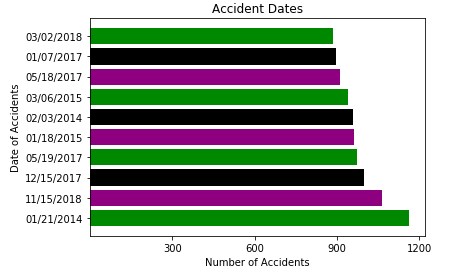 Accident Dates
Date of Accidents
03/02/2018
01/07/2017
05/18/2017
03/06/2015
02/03/2014
01/18/2015
05/19/2017
12/15/2017
11/15/2018
01/21/2014
300 600 900 1200
Number of Accidents